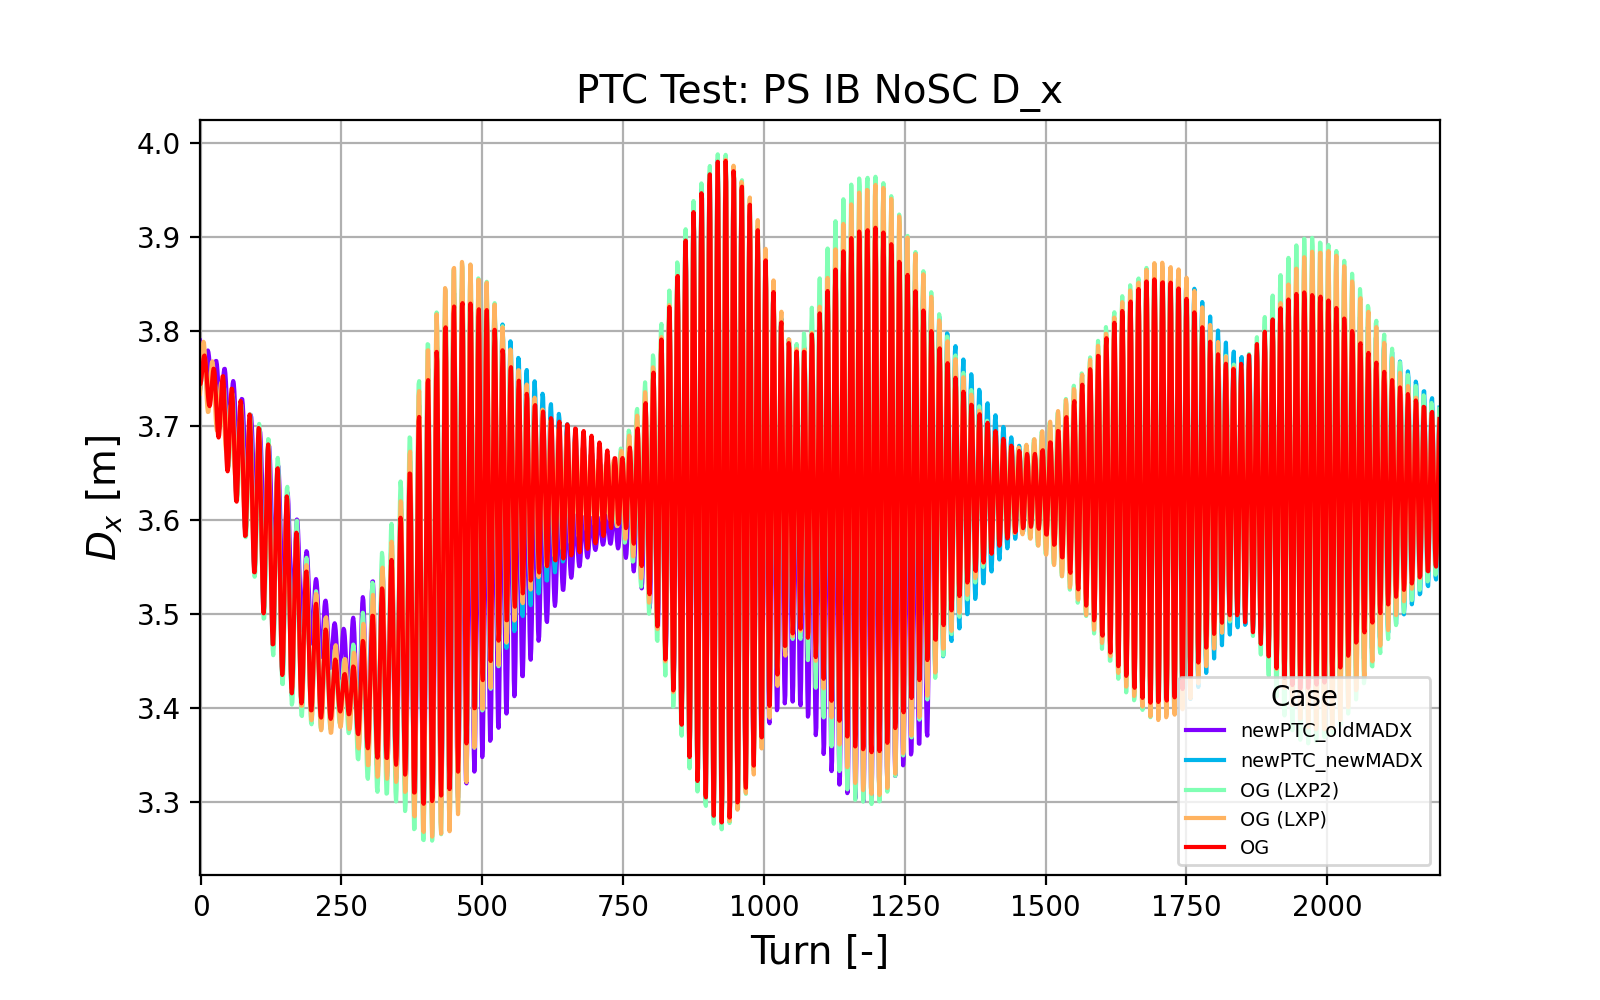 PTC Test: PS IB NoSC D_x
4.0
3.9
3.8
3.7
3.6
3.5
3.4
3.3
D_x [m]
0 250 500 750 1000 1250 1500 1750 2000
Turn [-]
Case
newPTC_oldMADX
newPTC_newMADX
OG (LXP2)
OG (LXP)
OG